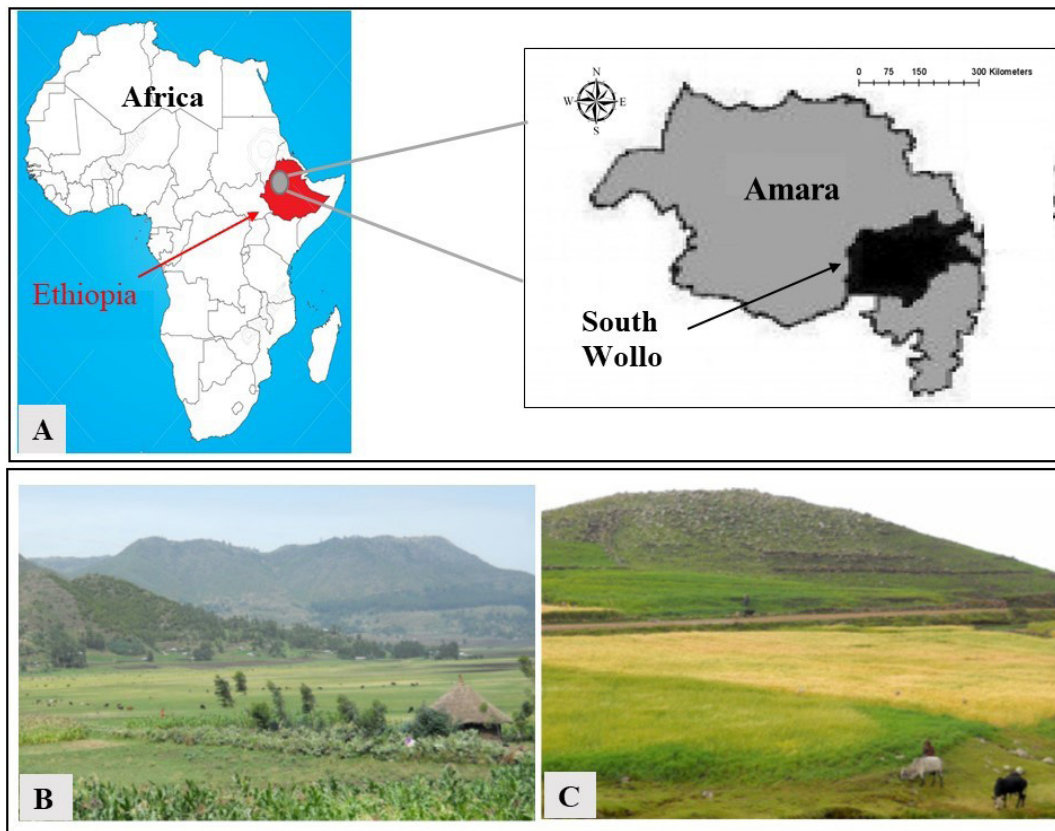 Africa
Ethiopia
A
N
W E
S
0 75 150 300 Kilometers
Amara
South
Wollo
B
C